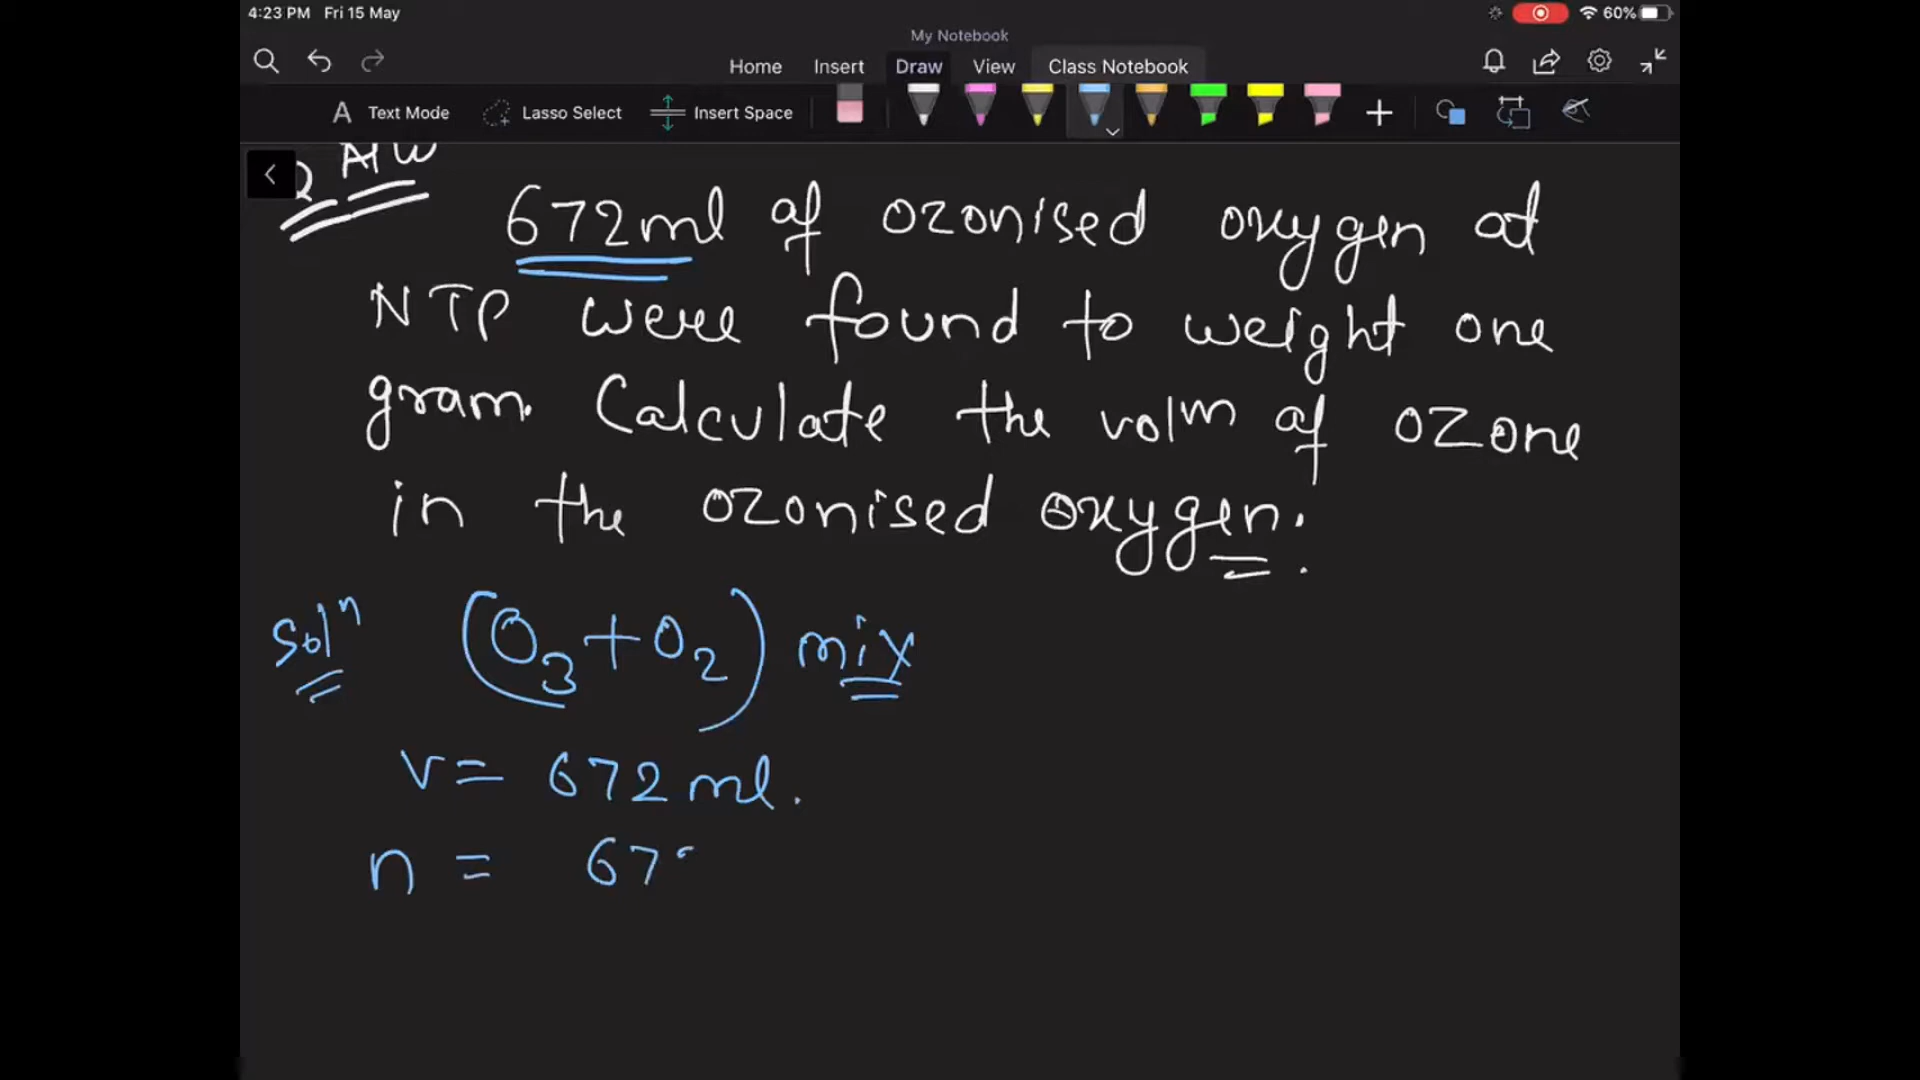 4:23 PM Fri 15 May
60%
My Notebook
Home Insert Draw View Class Notebook
Text Mode Lasso Select Insert Space
672ml of ozonised oxygen at
NTP were found to weight one
gram. Calculate the volm of ozone
in the ozonised oxygen.
Solⁿ (O₃+O₂) mix
V= 672 ml.
n = 67